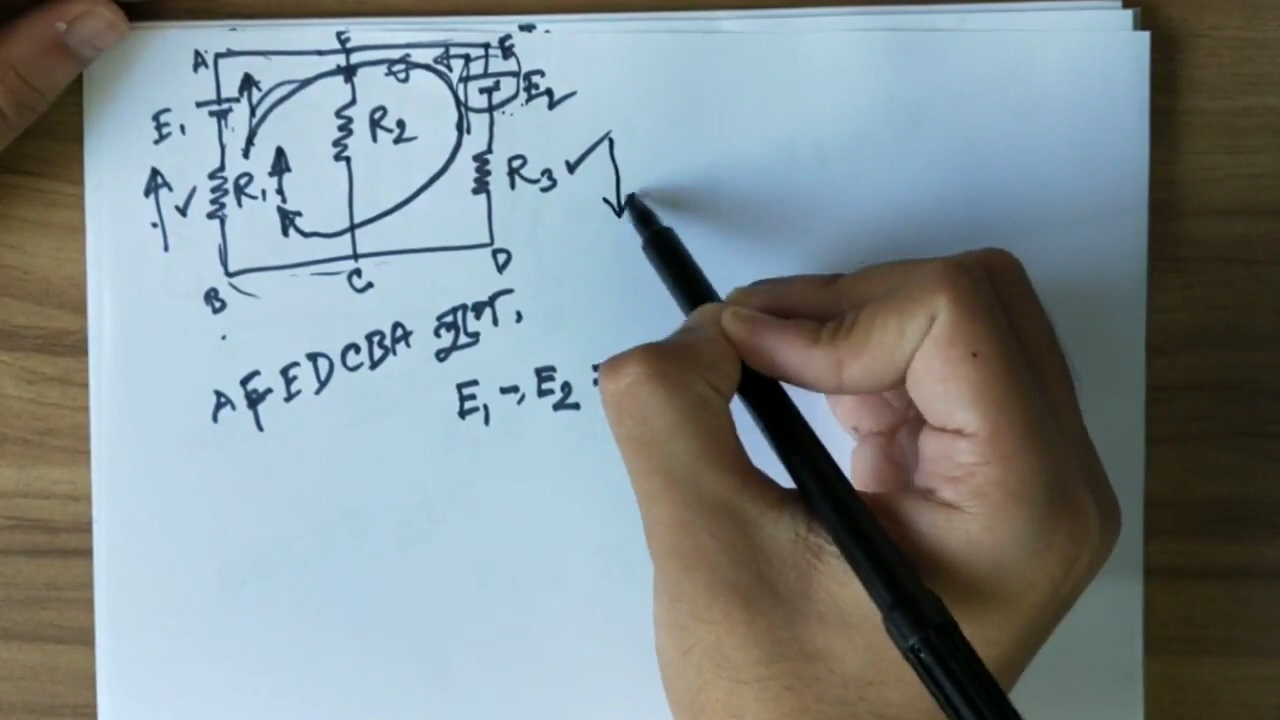 A F E
E₁ R₂ E₂
R₁ R₃
B C D
AFEDCBA
E₁ - E₂ =